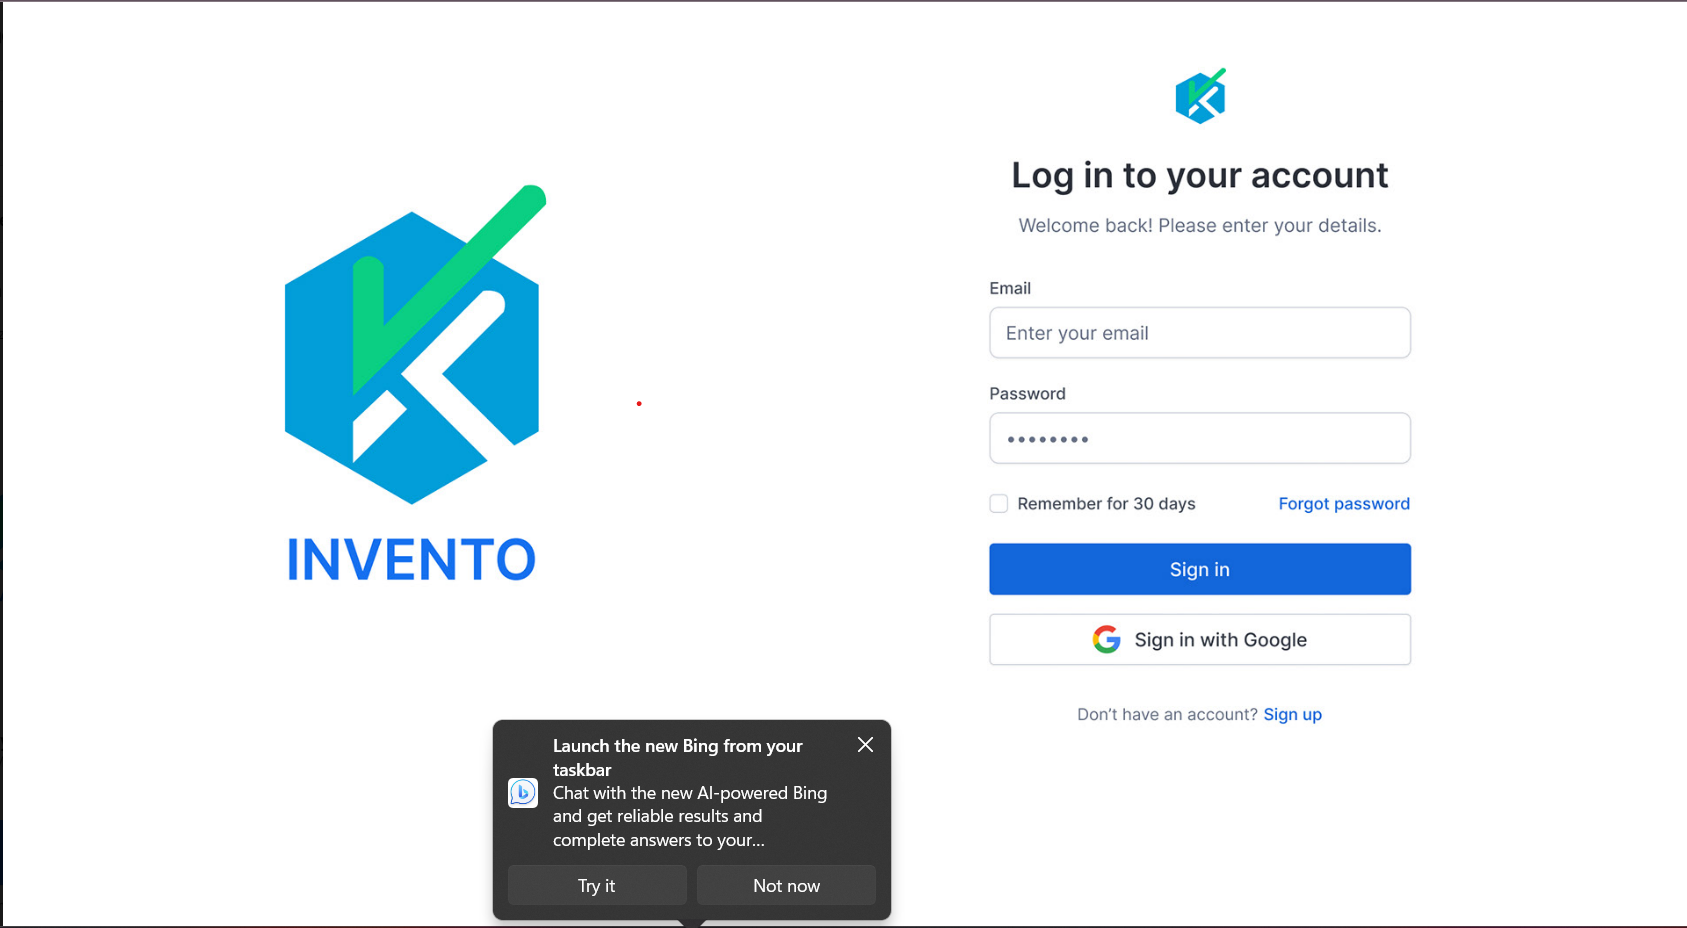 INVENTO
Log in to your account
Welcome back! Please enter your details.
Email
Enter your email
Password
••••••••
Remember for 30 days
Forgot password
Sign in
Sign in with Google
Don’t have an account? Sign up
Launch the new Bing from your
taskbar
Chat with the new AI-powered Bing
and get reliable results and
complete answers to your...
Try it
Not now